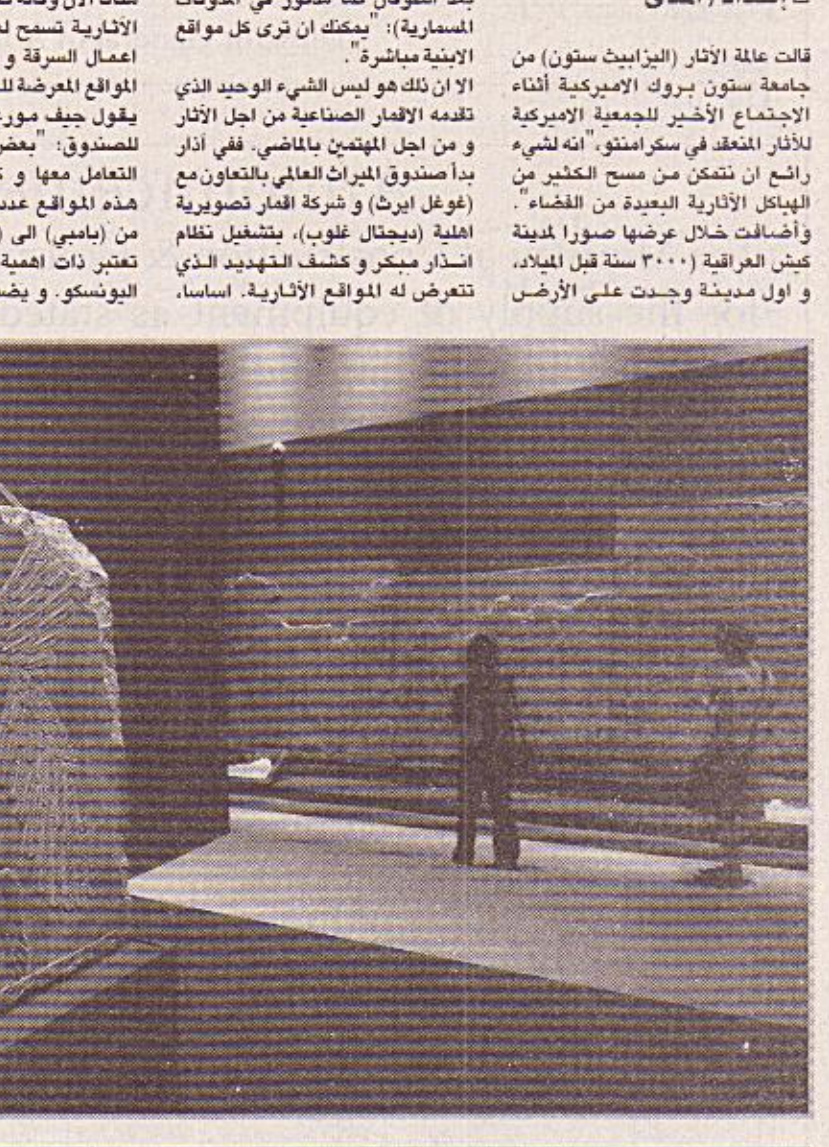 قالت عالمة الآثار (اليزابيث ستون) من
جامعة ستون بروك الاميركية أثناء
الاجتماع الأخير للجمعية الاميركية
للآثار المنعقد في سكرامنتو،"انه لشيء
رائع ان نتمكن من مسح الكثير من
الهياكل الآثارية البعيدة من الفضاء".
وأضافت خلال عرضها صورا لمدينة
كيش العراقية (٣٠٠٠ سنة قبل الميلاد،
و اول مدينة وجدت على الأرض
المسمارية): "يمكنك ان ترى كل مواقع
الابنية مباشرة".
الا ان ذلك هو ليس الشيء الوحيد الذي
تقدمه الاقمار الصناعية من اجل الآثار
و من اجل المهتمين بالماضي. ففي آذار
بدأ صندوق الميراث العالمي بالتعاون مع
(غوغل ايرث) و شركة اقمار تصويرية
اهلية (ديجتال غلوب)، بتشغيل نظام
انذار مبكر و كشف التهديد الذي
تتعرض له المواقع الآثارية. اساسا،
الآثارية تسمح
اعمال السرقة و
المواقع المعرضة
يقول جيف
للصندوق: "بعض
التعامل معها و
هذه المواقع عدد
من (بامبي) الى
تعتبر ذات اهمية
اليونسكو. و